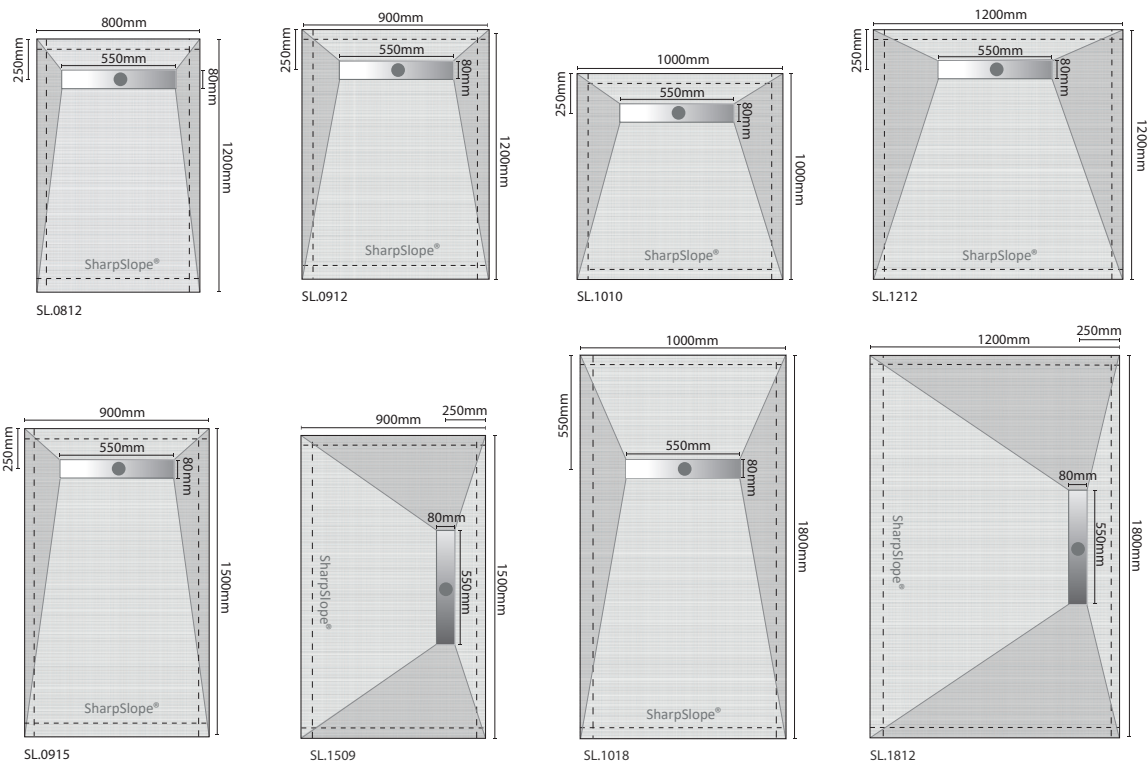 800mm
250mm
550mm
80mm
1200mm
SharpSlope®
SL.0812
900mm
250mm
550mm
80mm
1200mm
SharpSlope®
SL.0912
1000mm
250mm
550mm
80mm
1000mm
SharpSlope®
SL.1010
1200mm
250mm
550mm
80mm
1200mm
SharpSlope®
SL.1212
900mm
250mm
550mm
80mm
1500mm
SharpSlope®
SL.0915
250mm
900mm
80mm
550mm
1500mm
SharpSlope®
SL.1509
1000mm
550mm
550mm
80mm
1800mm
SharpSlope®
SL.1018
250mm
1200mm
80mm
550mm
1800mm
SharpSlope®
SL.1812